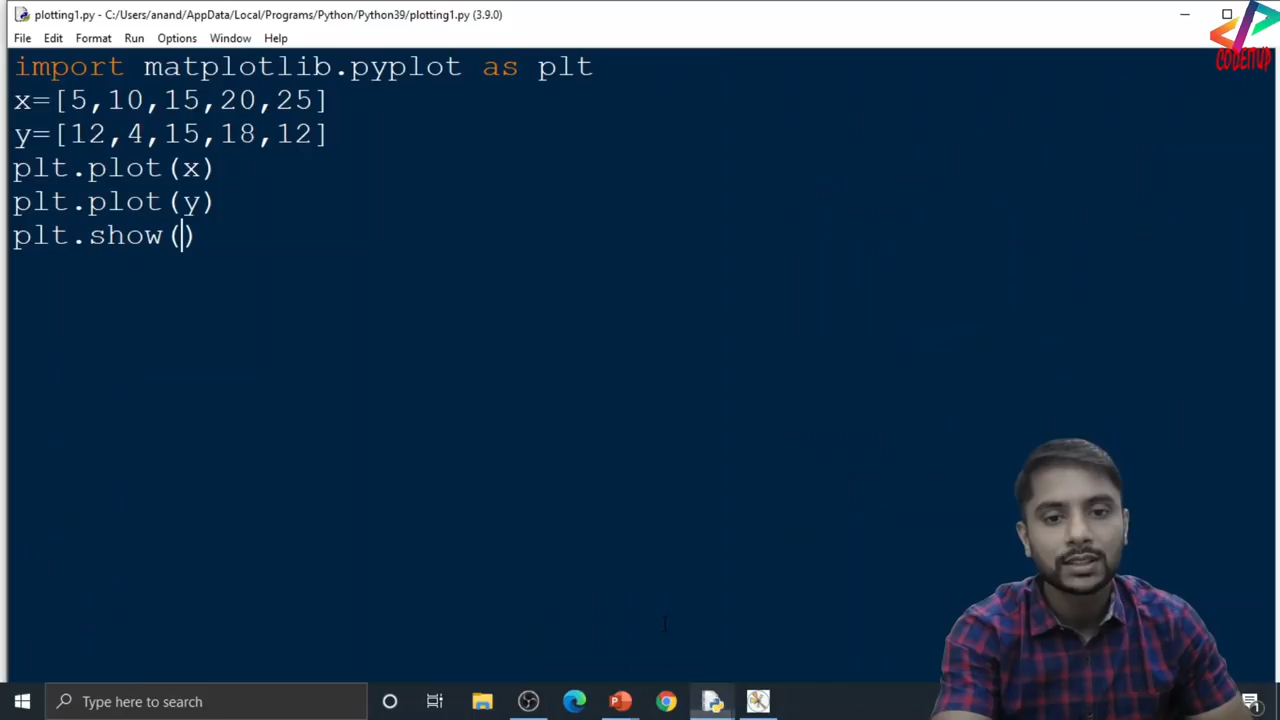 plotting1.py - C:/Users/anand/AppData/Local/Programs/Python/Python39/plotting1.py (3.9.0)
File Edit Format Run Options Window Help
CODEITUP
import matplotlib.pyplot as plt
x=[5,10,15,20,25]
y=[12,4,15,18,12]
plt.plot(x)
plt.plot(y)
plt.show()
Type here to search
1